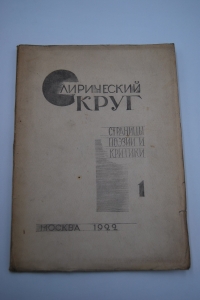 ЛИРИЧЕСКИЙ
КРУГ
СТРАНИЦЫ
ПОЭЗИИ И
КРИТИКИ
1
МОСКВА 1922